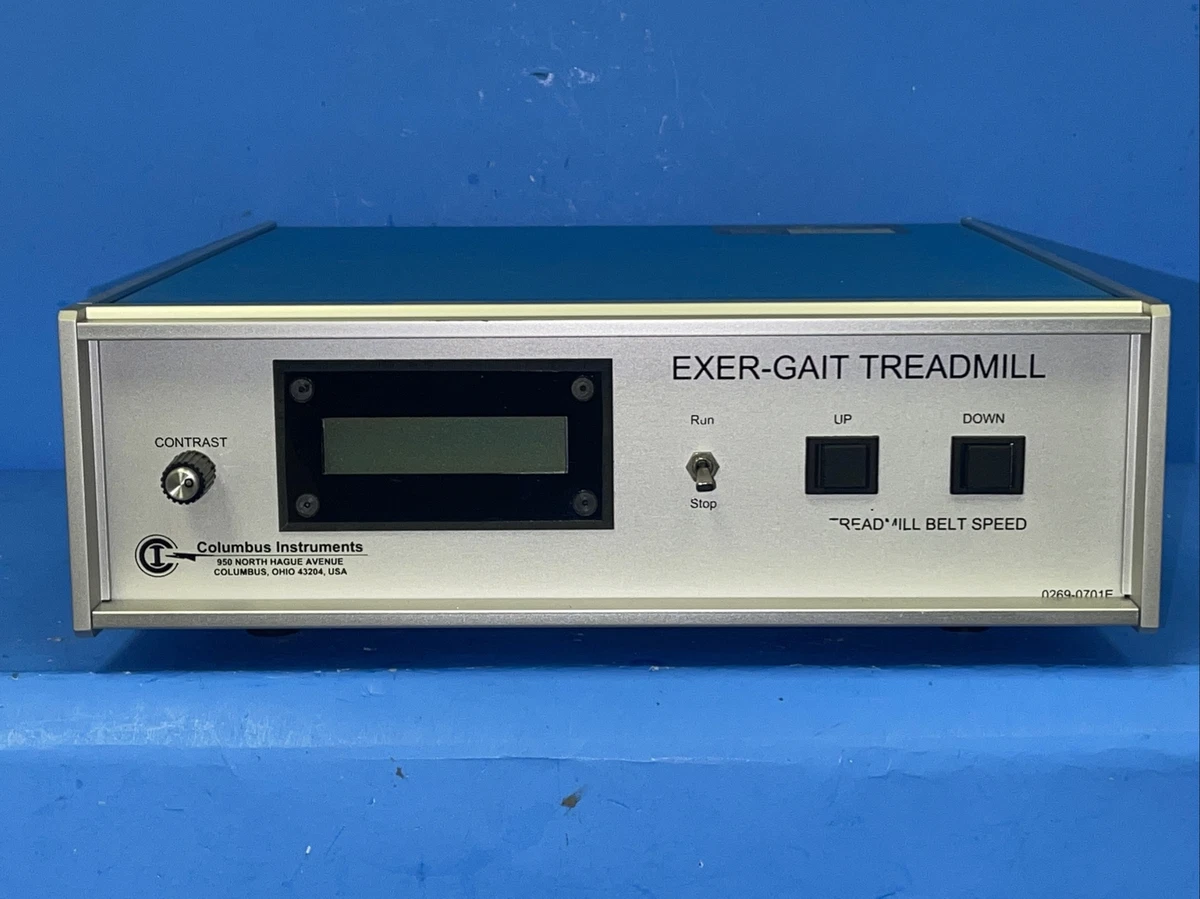 EXER-GAIT TREADMILL
CONTRAST
Run
Stop
UP
DOWN
TREADMILL BELT SPEED
CI
Columbus Instruments
950 NORTH HAGUE AVENUE
COLUMBUS, OHIO 43204, USA
0269-0701E